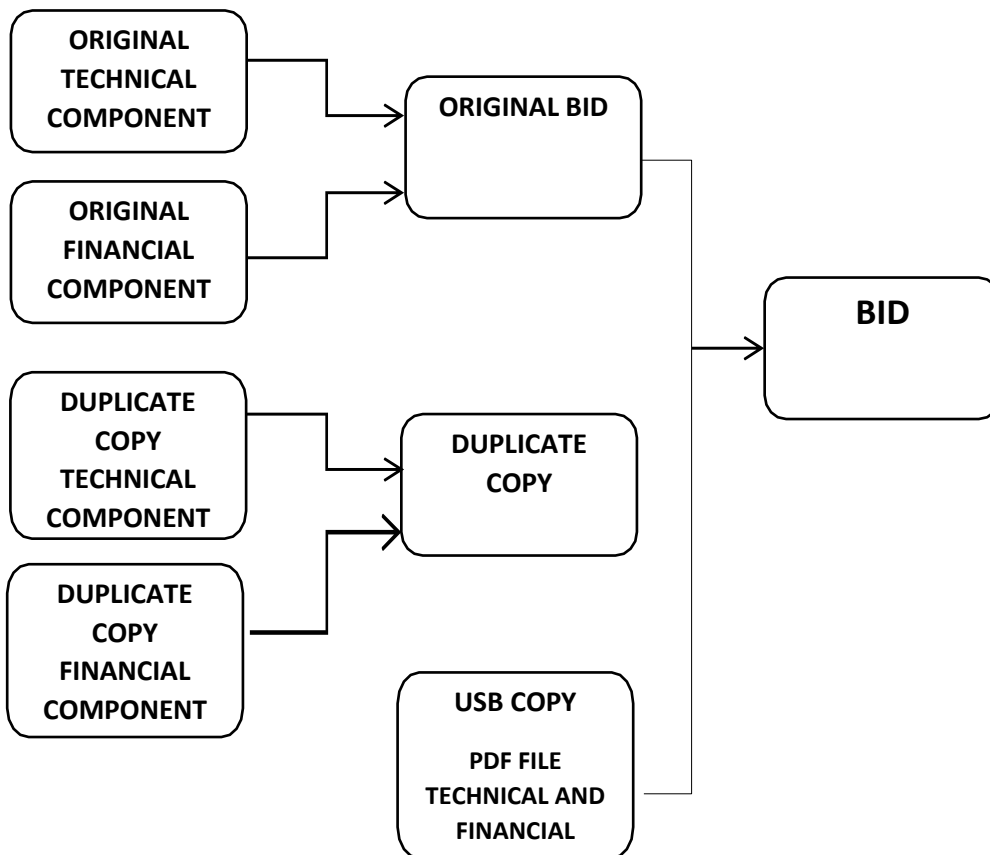 ORIGINAL
TECHNICAL
COMPONENT
ORIGINAL
FINANCIAL
COMPONENT
ORIGINAL BID
BID
DUPLICATE
COPY
TECHNICAL
COMPONENT
DUPLICATE
COPY
FINANCIAL
COMPONENT
DUPLICATE
COPY
USB COPY
PDF FILE
TECHNICAL AND
FINANCIAL